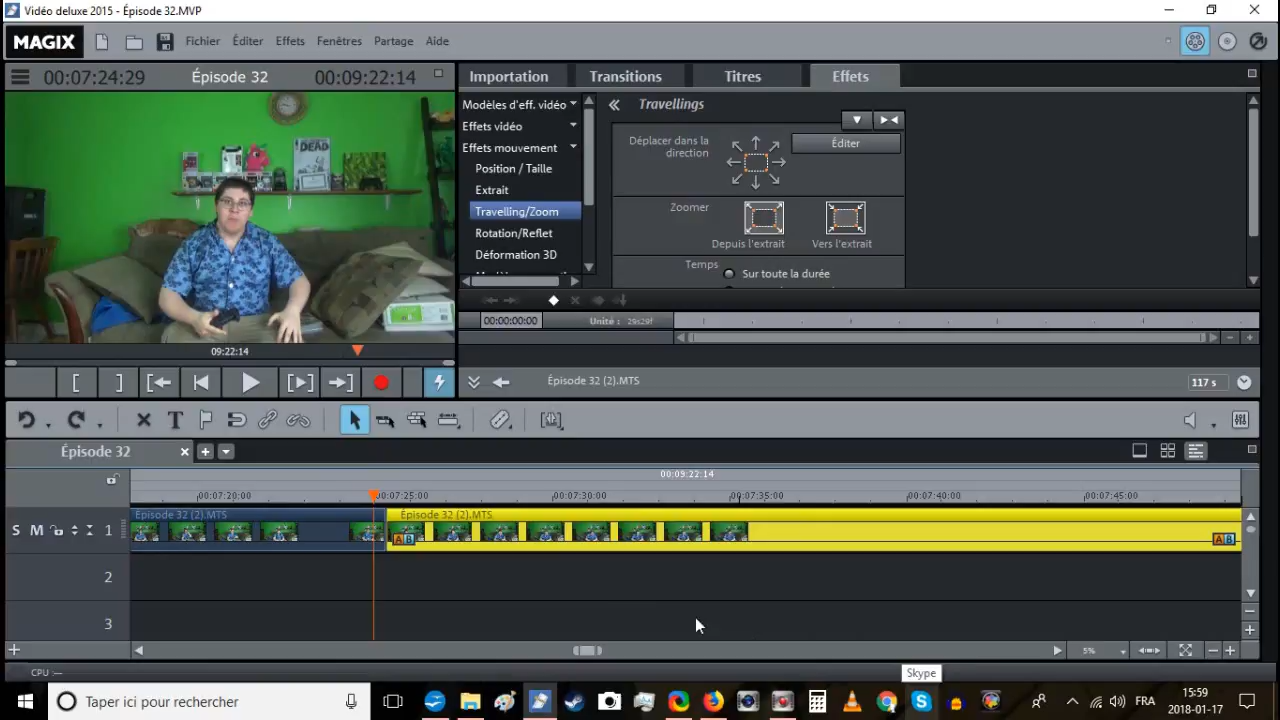 Vidéo deluxe 2015 - Épisode 32.MVP
MAGIX Fichier Éditer Effets Fenêtres Partage Aide
00:07:24:29 Épisode 32 00:09:22:14
Importation Transitions Titres Effets
Modèles d'eff. vidéo
Effets vidéo
Effets mouvement
Position / Taille
Extrait
Travelling/Zoom
Rotation/Reflet
Déformation 3D
Travellings
Déplacer dans la
direction
Éditer
Zoomer
Depuis l'extrait Vers l'extrait
Temps Sur toute la durée
DEAD
00:00:00:00 Unité : 29s29f
09:22:14
Épisode 32 (2).MTS 117 s
Épisode 32
00:09:22:14
00:07:20:00 00:07:25:00 00:07:30:00 00:07:35:00 00:07:40:00 00:07:45:00
Épisode 32 (2).MTS Épisode 32 (2).MTS
S M 1
AB AB
2
3
5%
CPU :—
Skype
Taper ici pour rechercher
FRA
15:59
2018-01-17